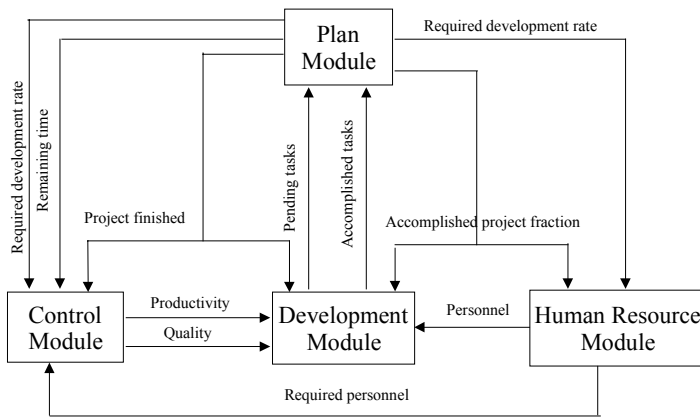 Plan
Module
Required development rate
Required development rate
Remaining time
Pending tasks
Accomplished tasks
Project finished
Accomplished project fraction
Control
Module
Productivity
Quality
Development
Module
Personnel
Human Resource
Module
Required personnel